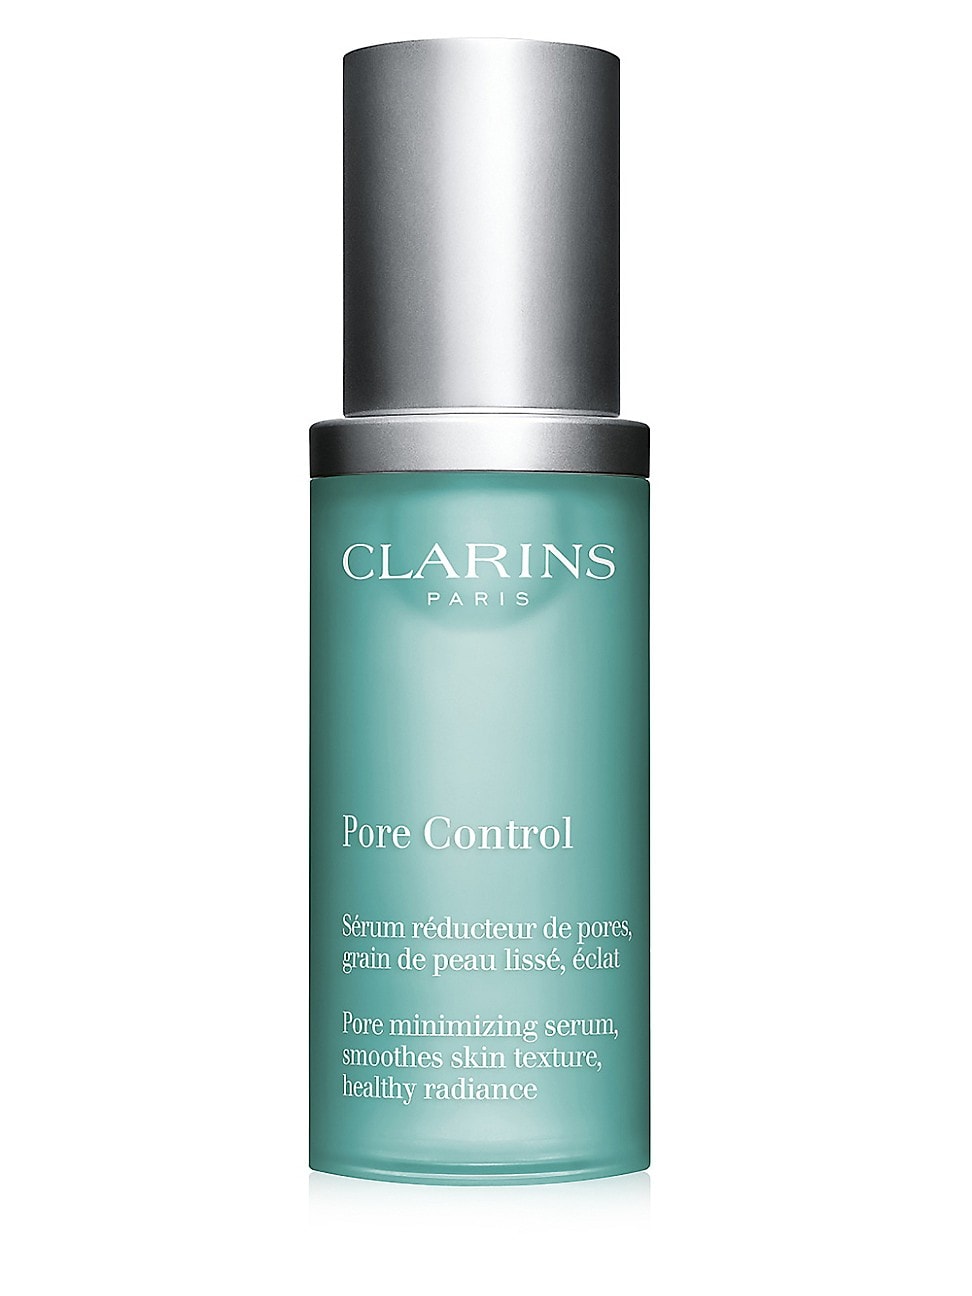 CLARINS
PARIS
Pore Control
Sérum réducteur de pores,
grain de peau lissé, éclat
Pore minimizing serum,
smoothes skin texture,
healthy radiance